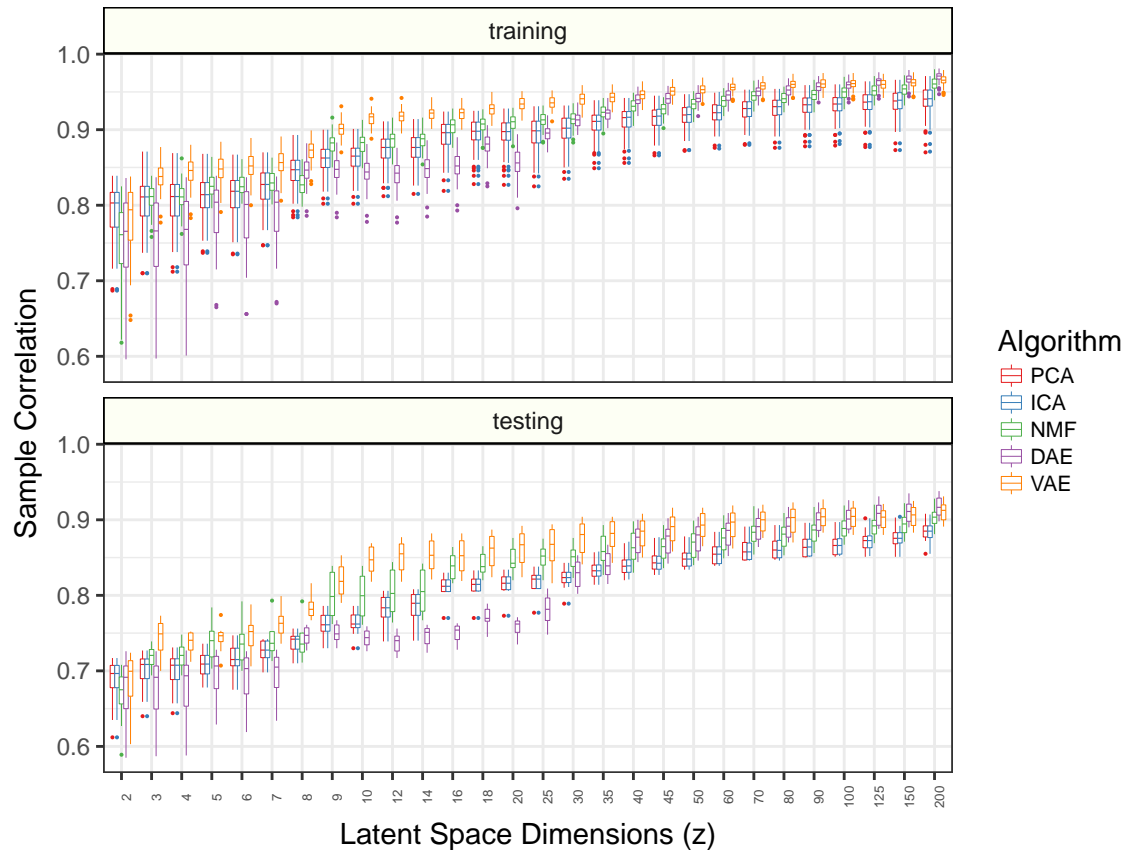 training
1.0
0.9
0.8
0.7
0.6
testing
1.0
0.9
0.8
0.7
0.6
Sample Correlation
2 3 4 5 6 7 8 9 10 12 14 16 18 20 25 30 35 40 45 50 60 70 80 90 100 125 150 200
Latent Space Dimensions (z)
Algorithm
PCA
ICA
NMF
DAE
VAE